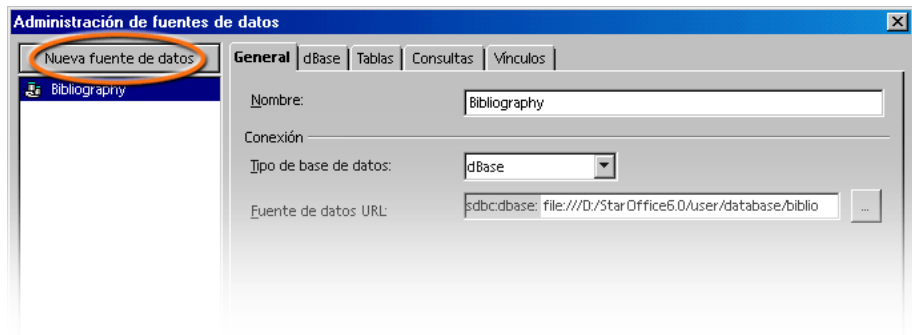 Administración de fuentes de datos
Nueva fuente de datos
General dBase Tablas Consultas Vínculos
Bibliography
Nombre: Bibliography
Conexión
Tipo de base de datos: dBase
Fuente de datos URL: sdbc:dbase: file:///D:/StarOffice6.0/user/database/biblio ...